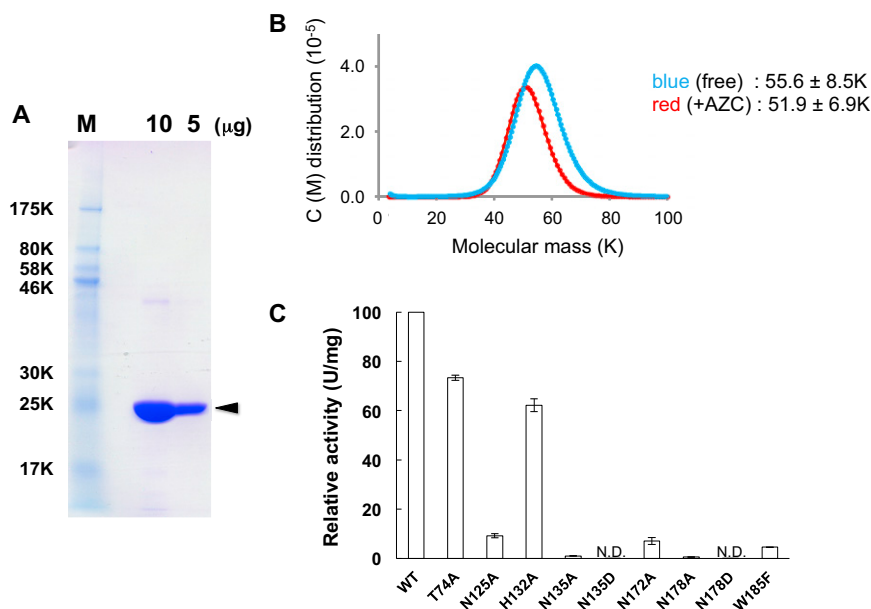 A
M 10 5 (μg)
175K
80K
58K
46K
30K
25K
17K
B
C (M) distribution (10⁻⁵)
4.0
2.0
0.0
0 20 40 60 80 100
Molecular mass (K)
blue (free) : 55.6 ± 8.5K
red (+AZC) : 51.9 ± 6.9K
C
Relative activity (U/mg)
100
80
60
40
20
0
N.D. N.D.
WT T74A N125A H132A N135A N135D N172A N178A N178D W185F